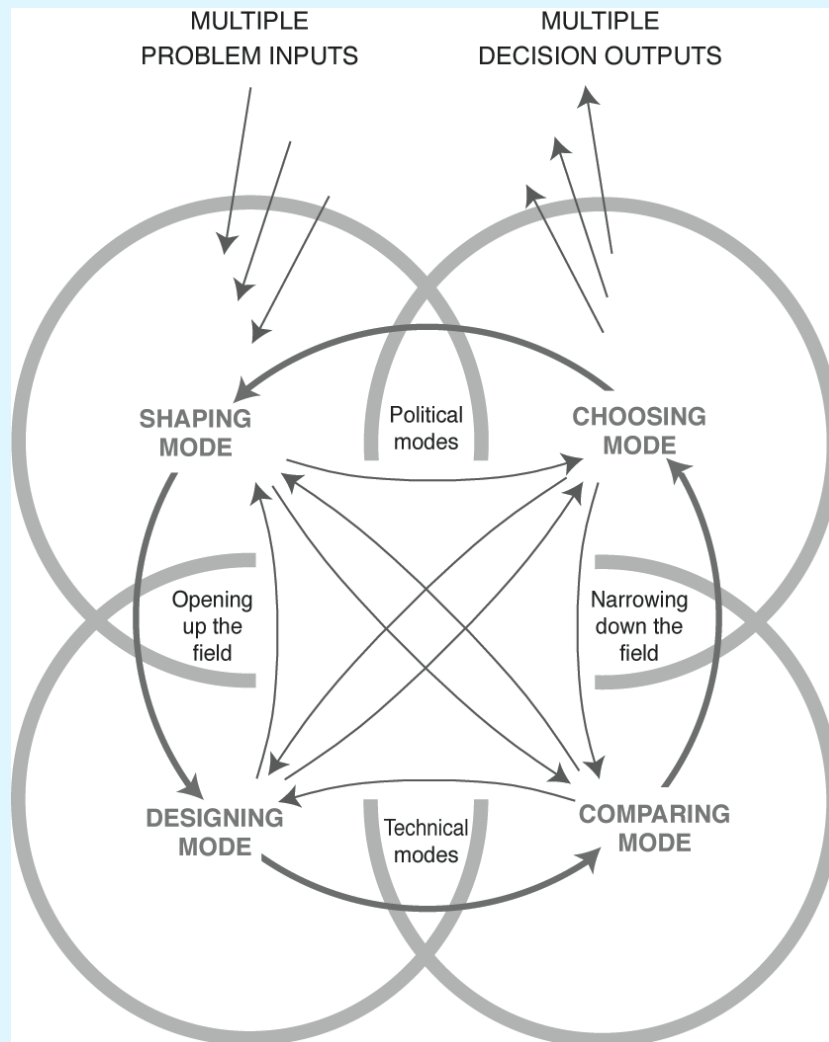 MULTIPLE
PROBLEM INPUTS
MULTIPLE
DECISION OUTPUTS
SHAPING
MODE
Political
modes
CHOOSING
MODE
Opening
up the
field
Narrowing
down the
field
DESIGNING
MODE
Technical
modes
COMPARING
MODE